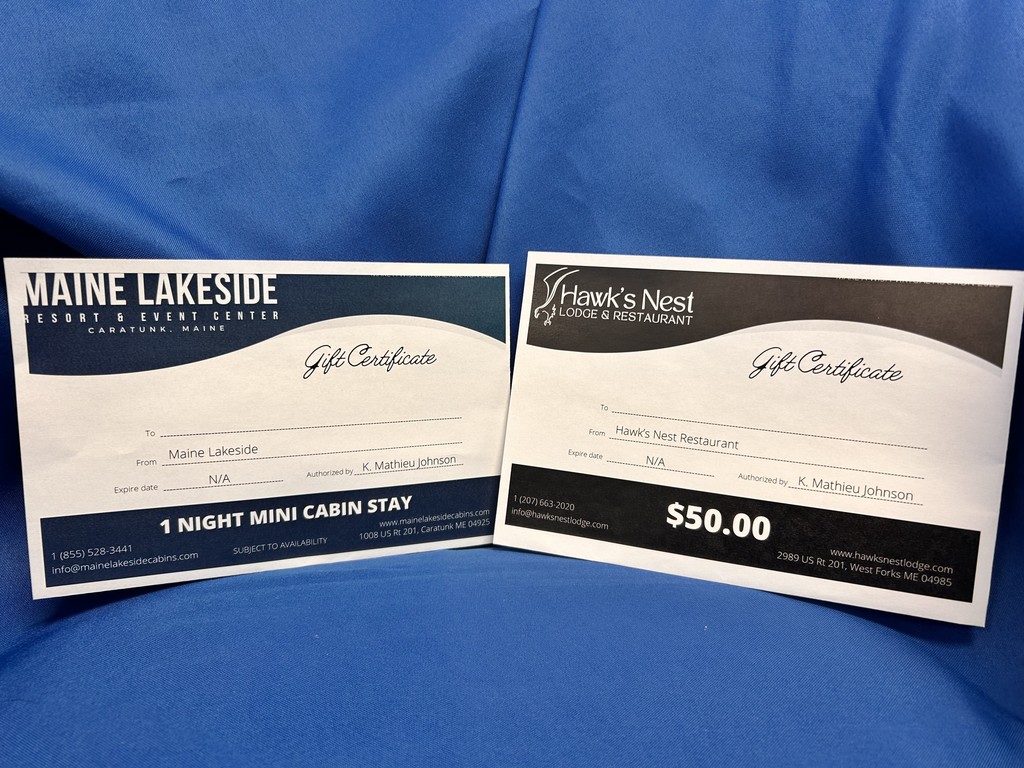 MAINE LAKESIDE
RESORT & EVENT CENTER
CARATUNK, MAINE
Gift Certificate
To
From Maine Lakeside
Expire date N/A Authorized by K. Mathieu Johnson
1 NIGHT MINI CABIN STAY
1 (855) 528-3441
info@mainelakesidecabins.com
SUBJECT TO AVAILABILITY
www.mainelakesidecabins.com
1008 US Rt 201, Caratunk ME 04925
Hawk's Nest
LODGE & RESTAURANT
Gift Certificate
To
From Hawk's Nest Restaurant
Expire date N/A Authorized by K. Mathieu Johnson
$50.00
1 (207) 663-2020
info@hawksnestlodge.com
www.hawksnestlodge.com
2989 US Rt 201, West Forks ME 04985